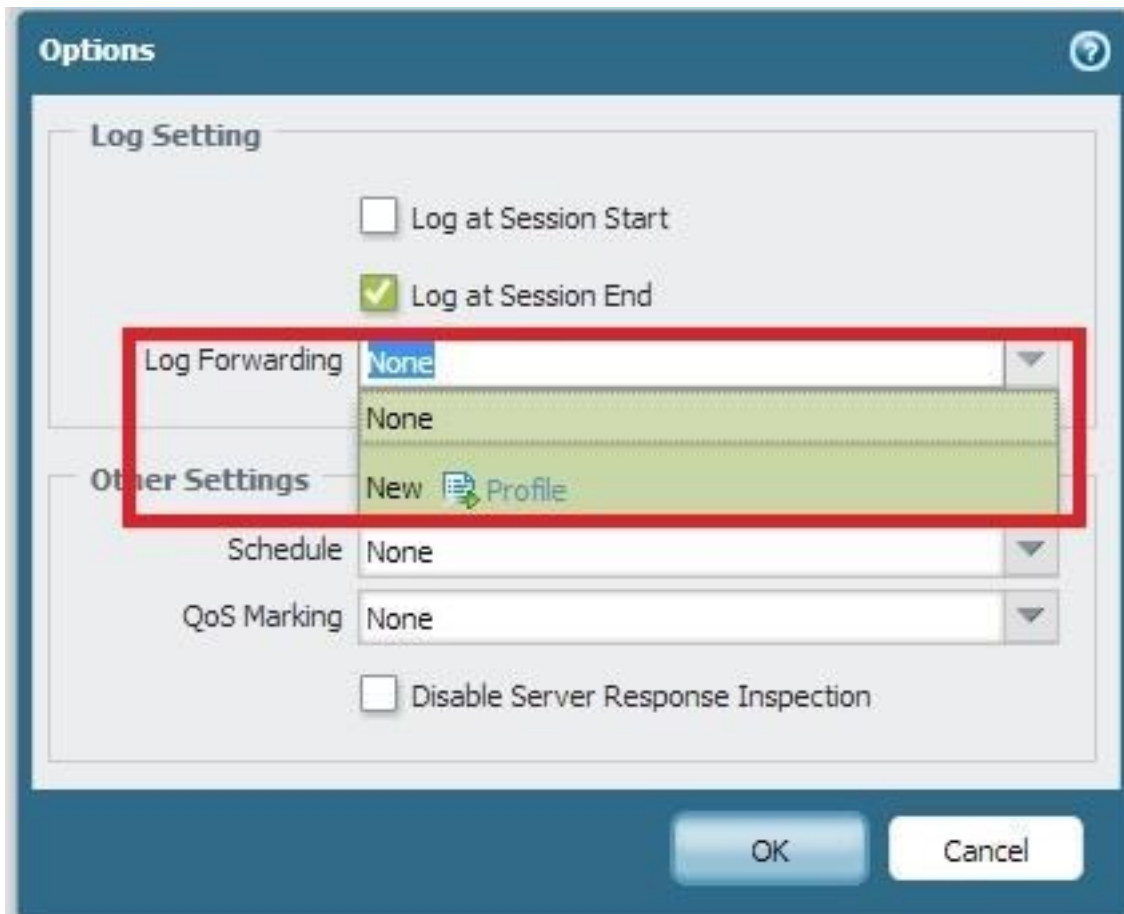 Options
Log Setting
Log at Session Start
Log at Session End
Log Forwarding None
None
New Profile
Other Settings
Schedule None
QoS Marking None
Disable Server Response Inspection
OK Cancel